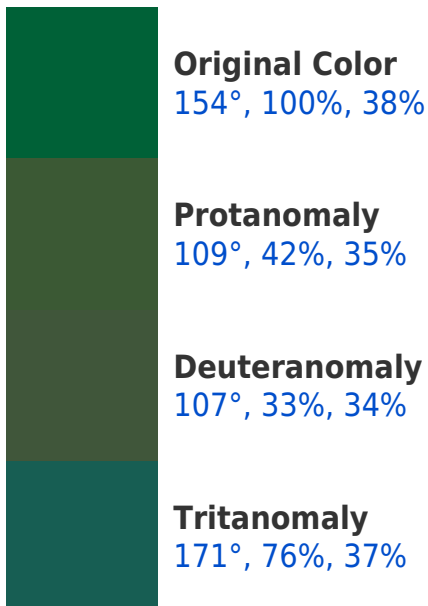 Original Color
154°, 100%, 38%
Protanomaly
109°, 42%, 35%
Deuteranomaly
107°, 33%, 34%
Tritanomaly
171°, 76%, 37%